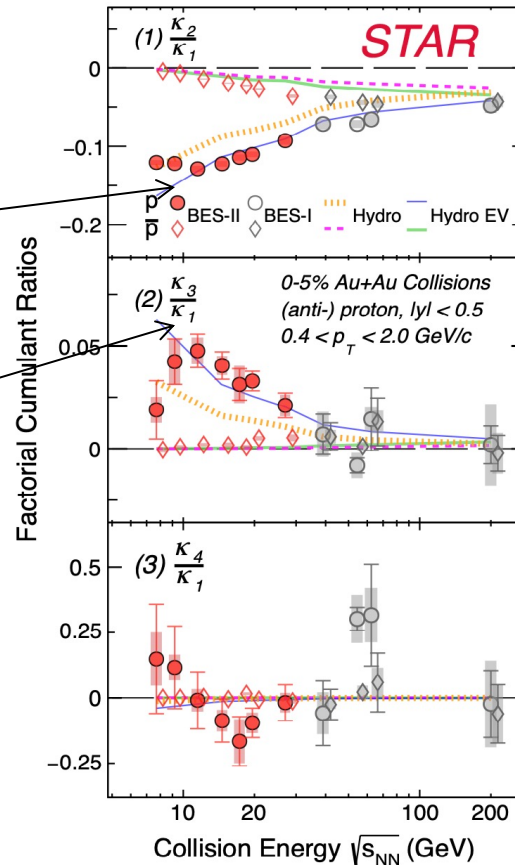 (1) κ2/κ1
STAR
0
−0.1
−0.2
p
p̅
BES-II
BES-I
Hydro
Hydro EV
Factorial Cumulant Ratios
(2) κ3/κ1
0-5% Au+Au Collisions
(anti-) proton, |y| < 0.5
0.4 < pT < 2.0 GeV/c
0.05
0
(3) κ4/κ1
0.5
0.25
0
−0.25
10 20 100 200
Collision Energy √sNN (GeV)